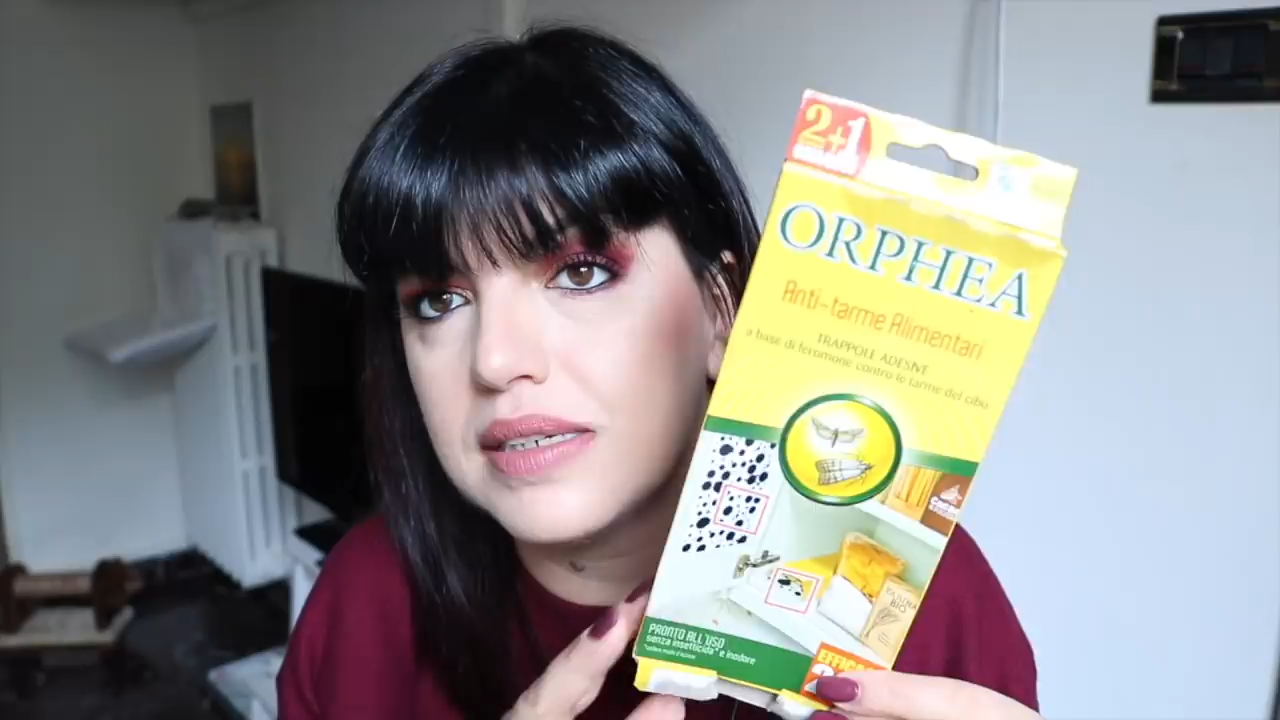 2+1
ORPHEA
Anti-tarme Alimentari
TRAPPOLE ADESIVE
a base di feromone contro le tarme del cibo
PRONTO ALL'USO
senza insetticida* e inodore